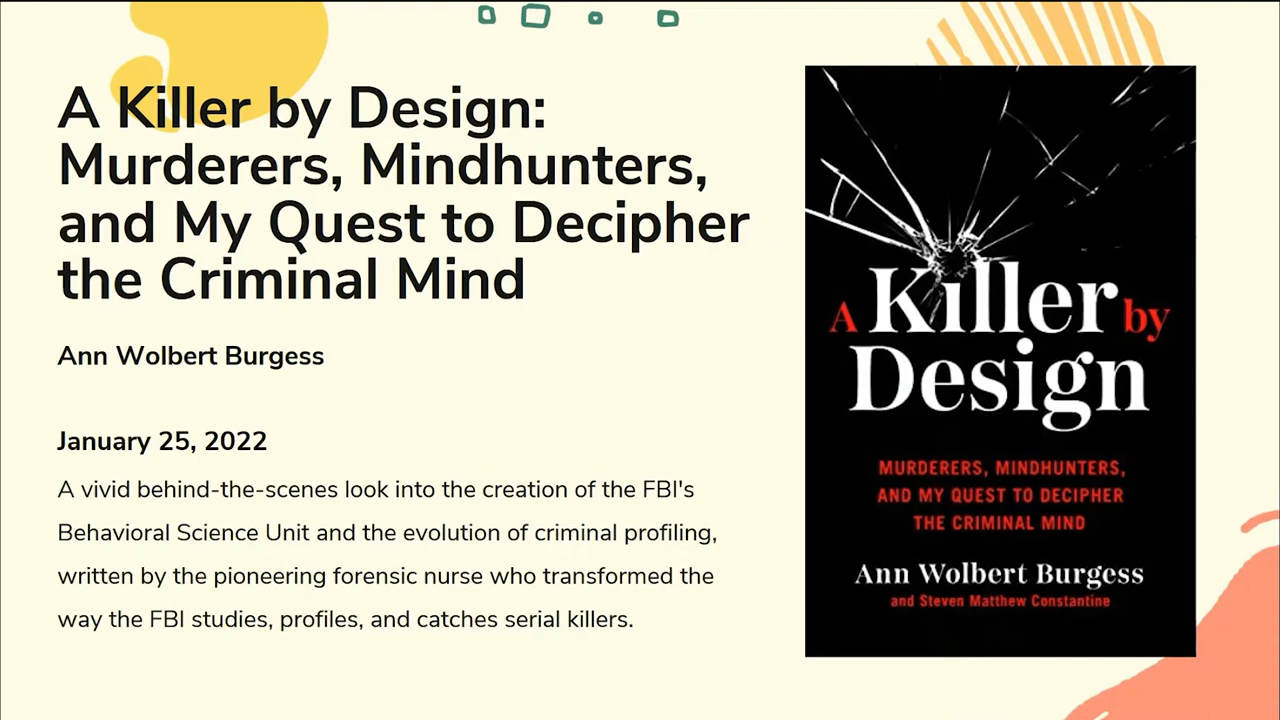 A Killer by Design:
Murderers, Mindhunters,
and My Quest to Decipher
the Criminal Mind
Ann Wolbert Burgess
January 25, 2022
A vivid behind-the-scenes look into the creation of the FBI's
Behavioral Science Unit and the evolution of criminal profiling,
written by the pioneering forensic nurse who transformed the
way the FBI studies, profiles, and catches serial killers.
A Killer by
Design
MURDERERS, MINDHUNTERS,
AND MY QUEST TO DECIPHER
THE CRIMINAL MIND
Ann Wolbert Burgess
and Steven Matthew Constantine